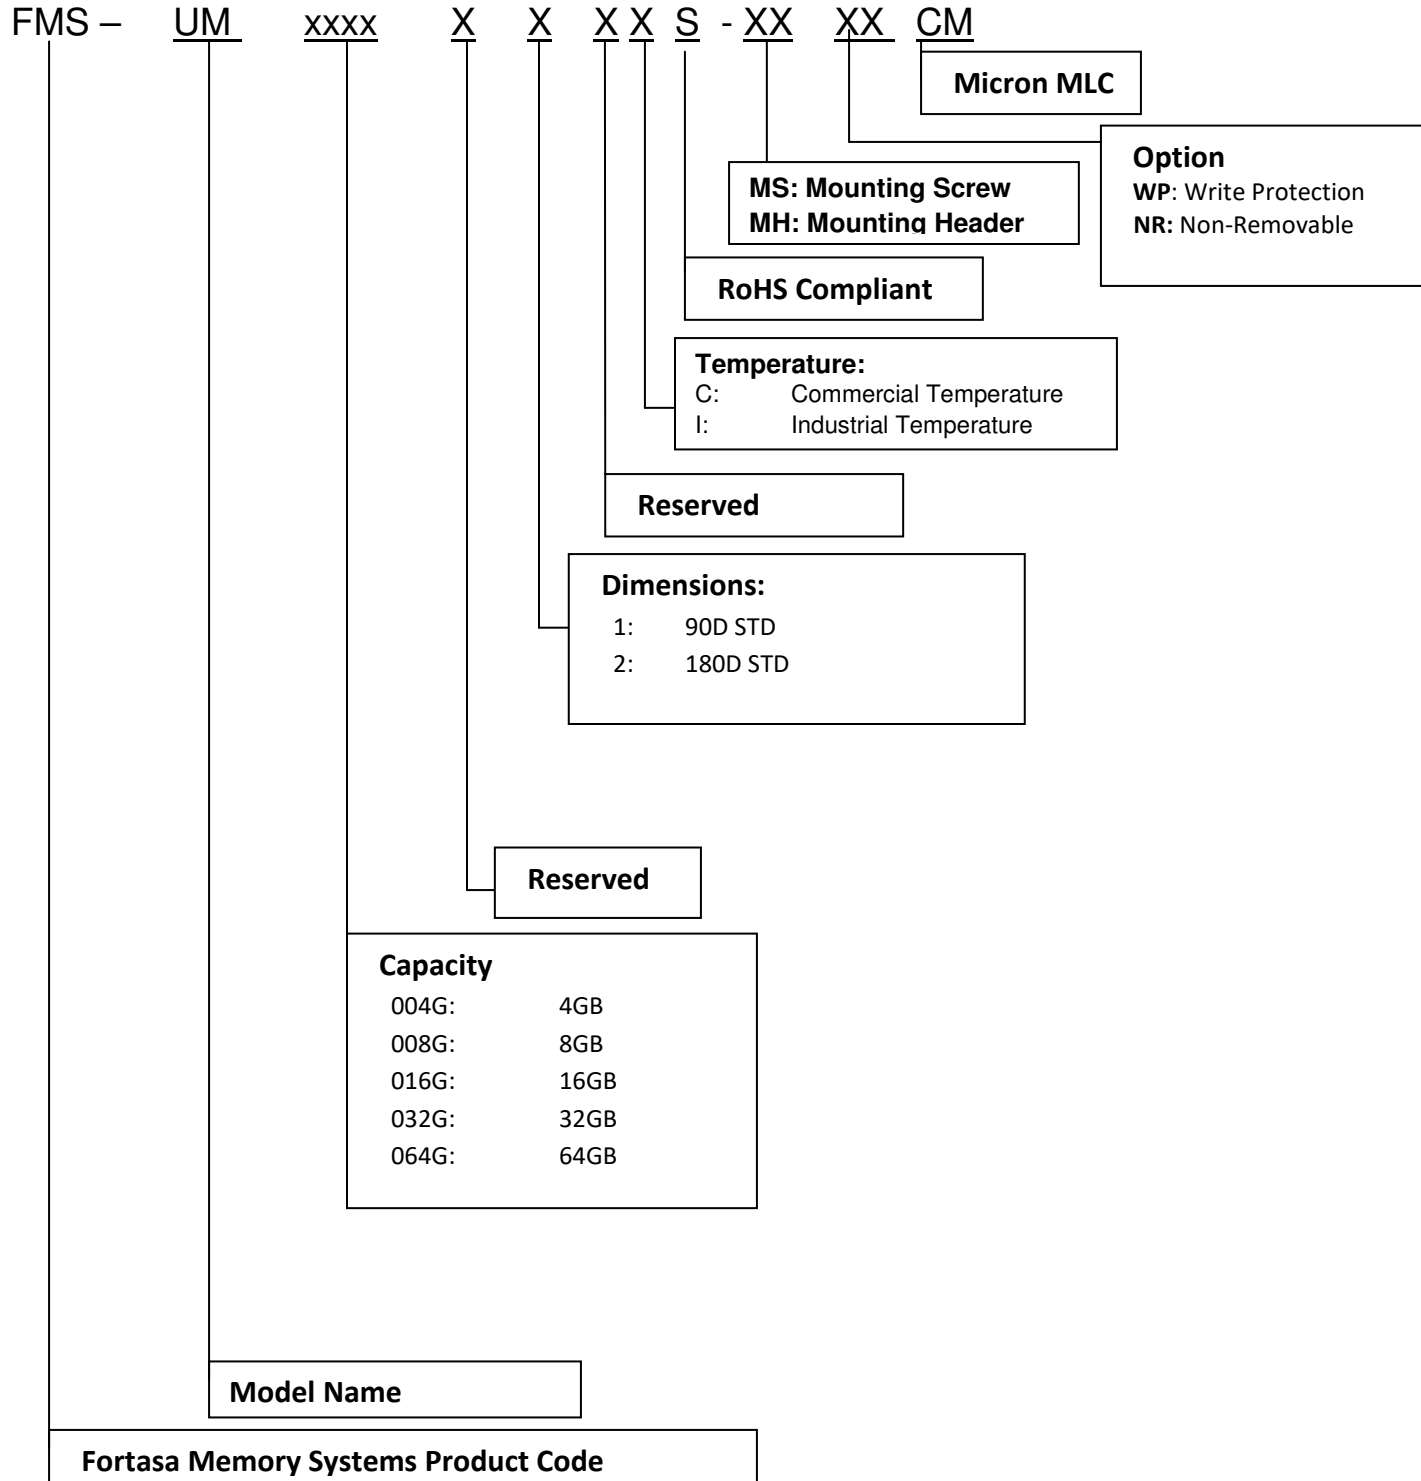 FMS – UM xxxx X X X X S - XX XX CM
Micron MLC
Option
WP: Write Protection
NR: Non-Removable
MS: Mounting Screw
MH: Mounting Header
RoHS Compliant
Temperature:
C: Commercial Temperature
I: Industrial Temperature
Reserved
Dimensions:
1: 90D STD
2: 180D STD
Reserved
Capacity
004G: 4GB
008G: 8GB
016G: 16GB
032G: 32GB
064G: 64GB
Model Name
Fortasa Memory Systems Product Code